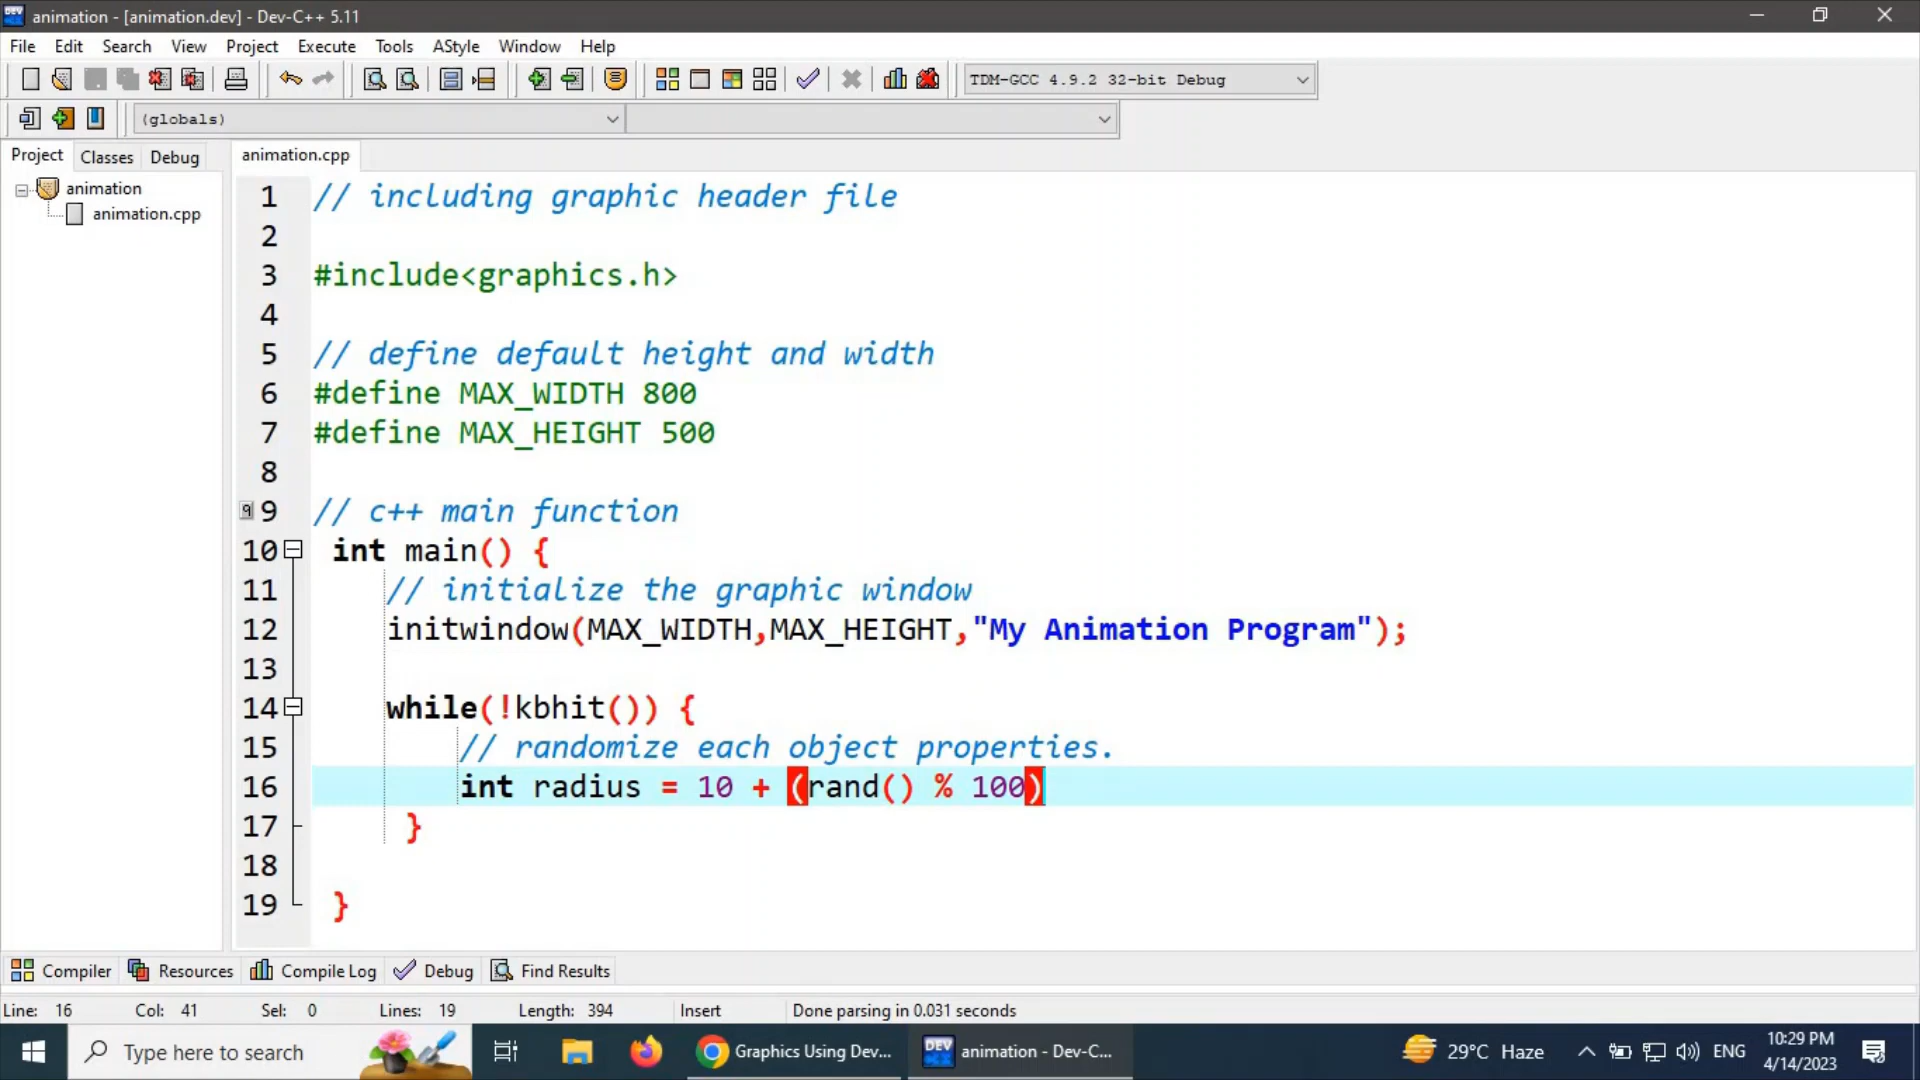 animation - [animation.dev] - Dev-C++ 5.11
File Edit Search View Project Execute Tools AStyle Window Help
TDM-GCC 4.9.2 32-bit Debug
(globals)
Project Classes Debug
animation.cpp
animation
animation.cpp
1 // including graphic header file
2
3 #include<graphics.h>
4
5 // define default height and width
6 #define MAX_WIDTH 800
7 #define MAX_HEIGHT 500
8
9 // c++ main function
10 int main() {
11 // initialize the graphic window
12 initwindow(MAX_WIDTH,MAX_HEIGHT,"My Animation Program");
13
14 while(!kbhit()) {
15 // randomize each object properties.
16 int radius = 10 + (rand() % 100)
17 }
18
19 }
Compiler Resources Compile Log Debug Find Results
Line: 16 Col: 41 Sel: 0 Lines: 19 Length: 394 Insert Done parsing in 0.031 seconds
Type here to search
Graphics Using Dev...
DEV
animation - Dev-C...
29°C Haze
ENG
10:29 PM
4/14/2023